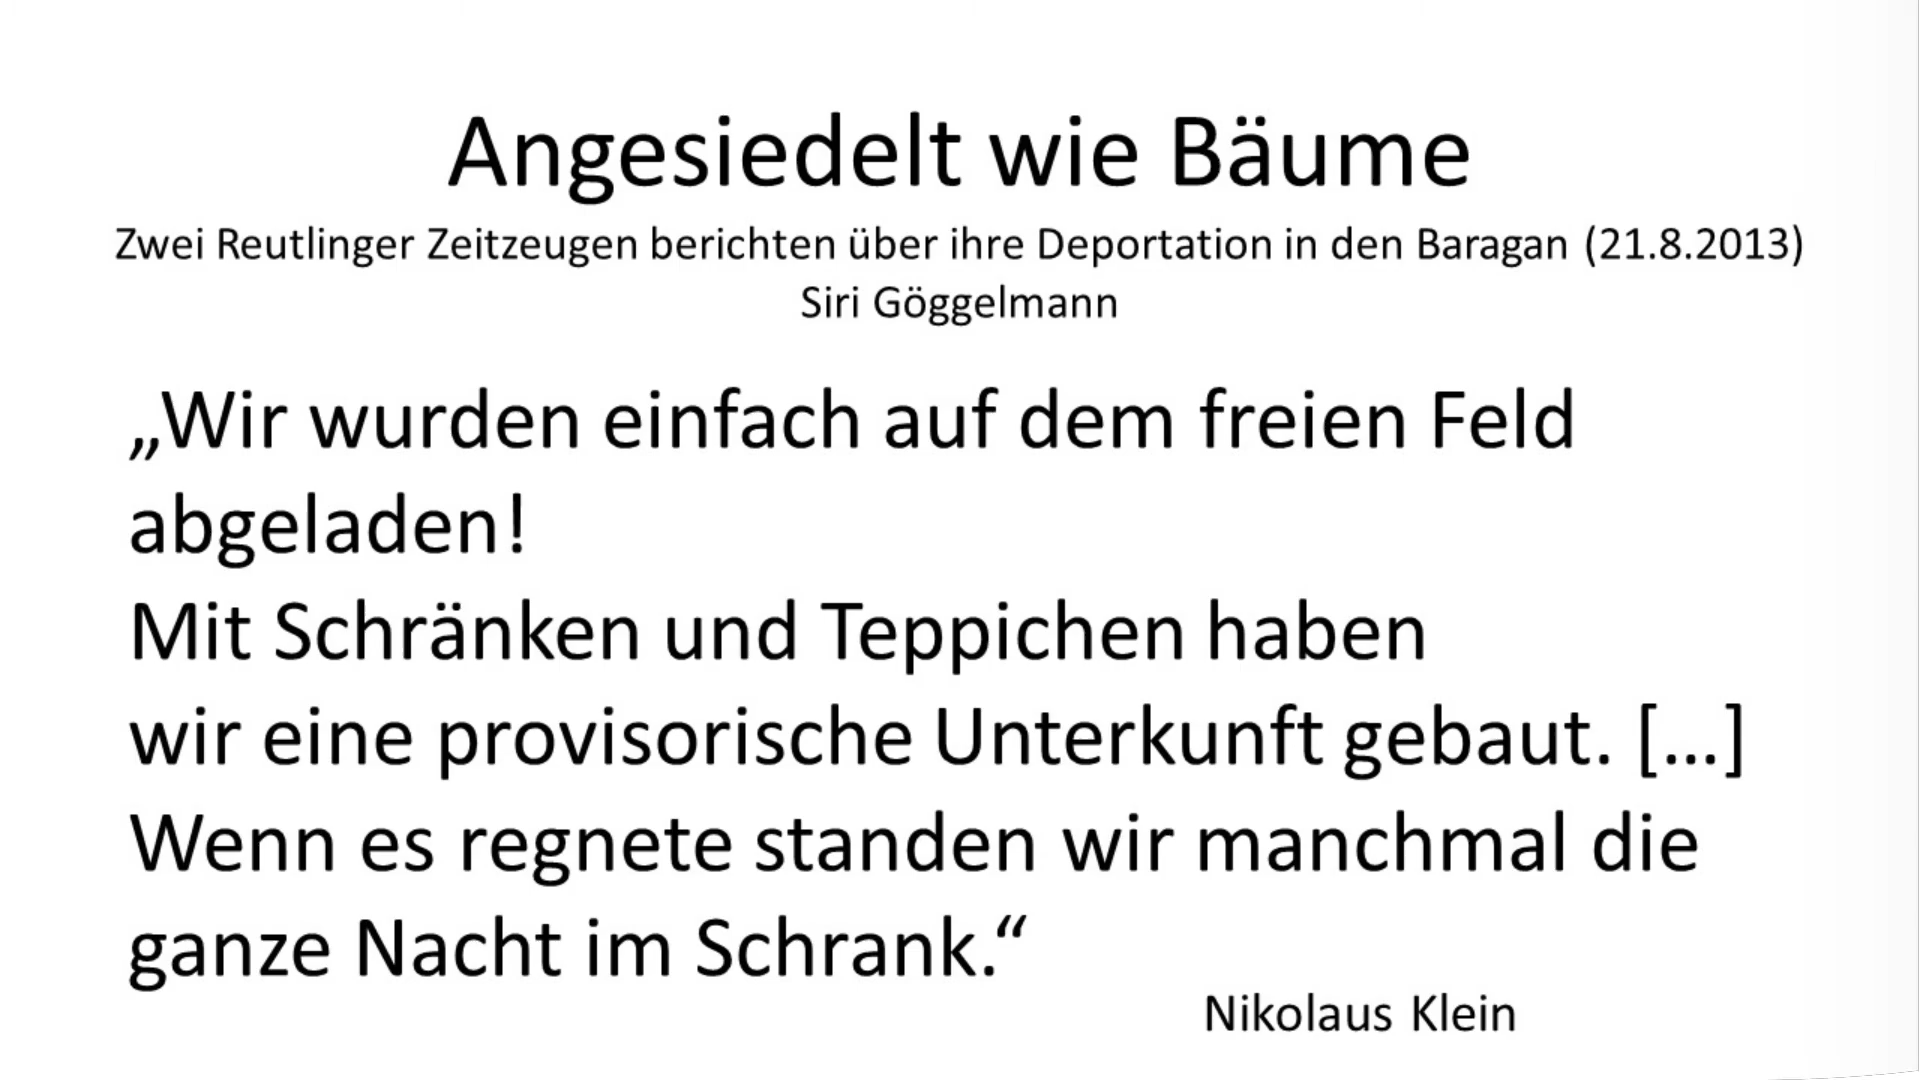 Angesiedelt wie Bäume
Zwei Reutlinger Zeitzeugen berichten über ihre Deportation in den Baragan (21.8.2013)
Siri Göggelmann
„Wir wurden einfach auf dem freien Feld
abgeladen!
Mit Schränken und Teppichen haben
wir eine provisorische Unterkunft gebaut. […]
Wenn es regnete standen wir manchmal die
ganze Nacht im Schrank.“
Nikolaus Klein